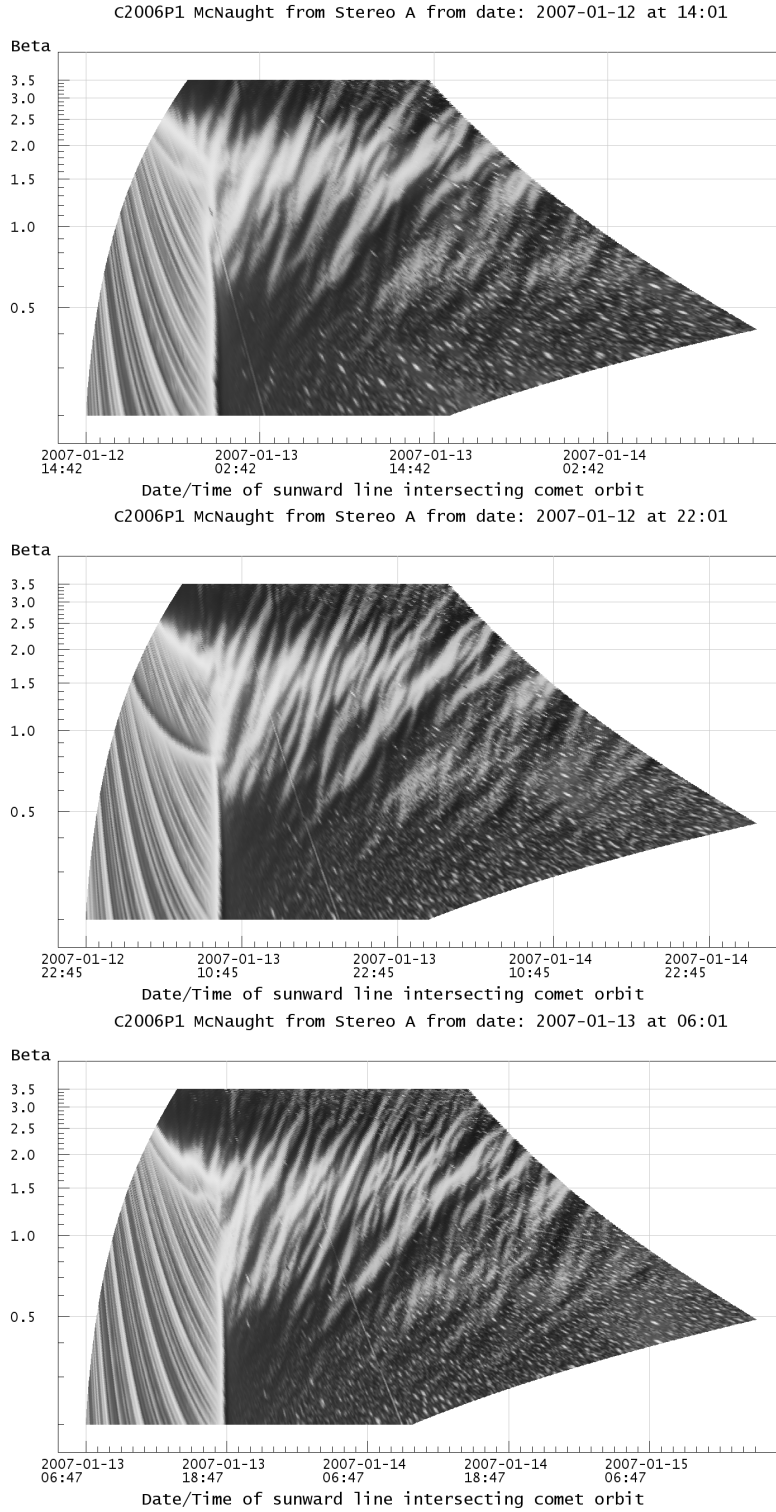 C2006P1 McNaught from Stereo A from date: 2007-01-12 at 14:01
Beta
3.5
3.0
2.5
2.0
1.5
1.0
0.5
2007-01-12 2007-01-13 2007-01-13 2007-01-14
14:42 02:42 14:42 02:42
Date/Time of sunward line intersecting comet orbit
C2006P1 McNaught from Stereo A from date: 2007-01-12 at 22:01
Beta
3.5
3.0
2.5
2.0
1.5
1.0
0.5
2007-01-12 2007-01-13 2007-01-13 2007-01-14 2007-01-14
22:45 10:45 22:45 10:45 22:45
Date/Time of sunward line intersecting comet orbit
C2006P1 McNaught from Stereo A from date: 2007-01-13 at 06:01
Beta
3.5
3.0
2.5
2.0
1.5
1.0
0.5
2007-01-13 2007-01-13 2007-01-14 2007-01-14 2007-01-15
06:47 18:47 06:47 18:47 06:47
Date/Time of sunward line intersecting comet orbit